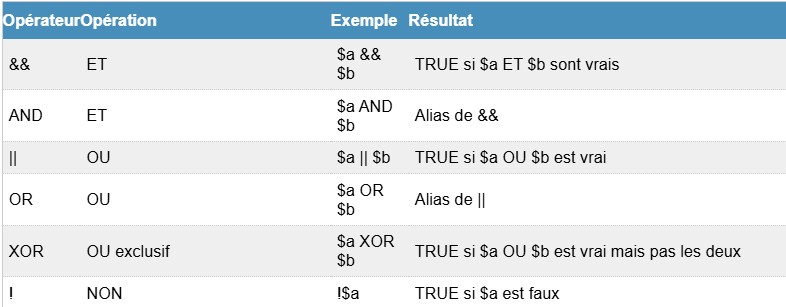 OpérateurOpération Exemple Résultat
&& ET $a && $b TRUE si $a ET $b sont vrais
AND ET $a AND $b Alias de &&
|| OU $a || $b TRUE si $a OU $b est vrai
OR OU $a OR $b Alias de ||
XOR OU exclusif $a XOR $b TRUE si $a OU $b est vrai mais pas les deux
! NON !$a TRUE si $a est faux